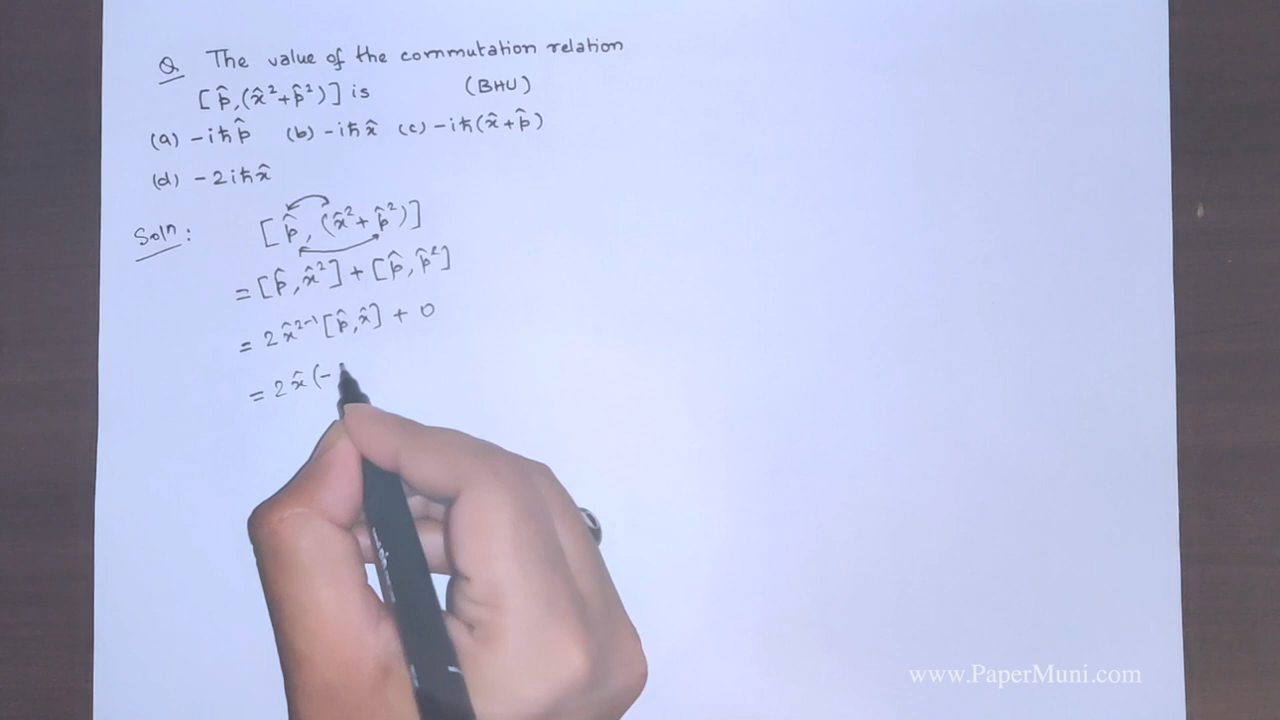 Q. The value of the commutation relation
[p̂,(x̂²+p̂²)] is (BHU)
(a) -iħp̂ (b) -iħx̂ (c) -iħ(x̂+p̂)
(d) -2iħx̂
Soln: [p̂,(x̂²+p̂²)]
= [p̂,x̂²]+[p̂,p̂²]
= 2x̂²⁻¹[p̂,x̂] + 0
= 2x̂(-
www.PaperMuni.com